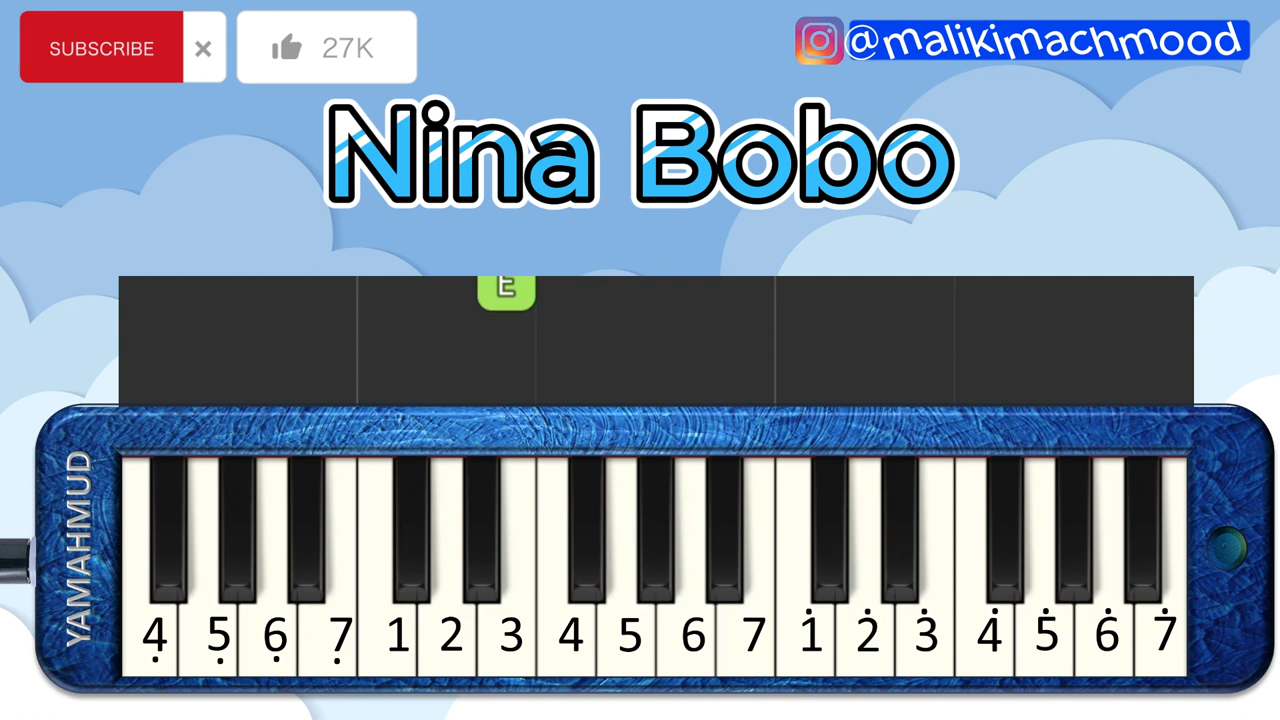 SUBSCRIBE × 27K
@malikimachmood
Nina Bobo
E
YAMAHMUD
4̣ 5̣ 6̣ 7̣ 1 2 3 4 5 6 7 1̇ 2̇ 3̇ 4̇ 5̇ 6̇ 7̇